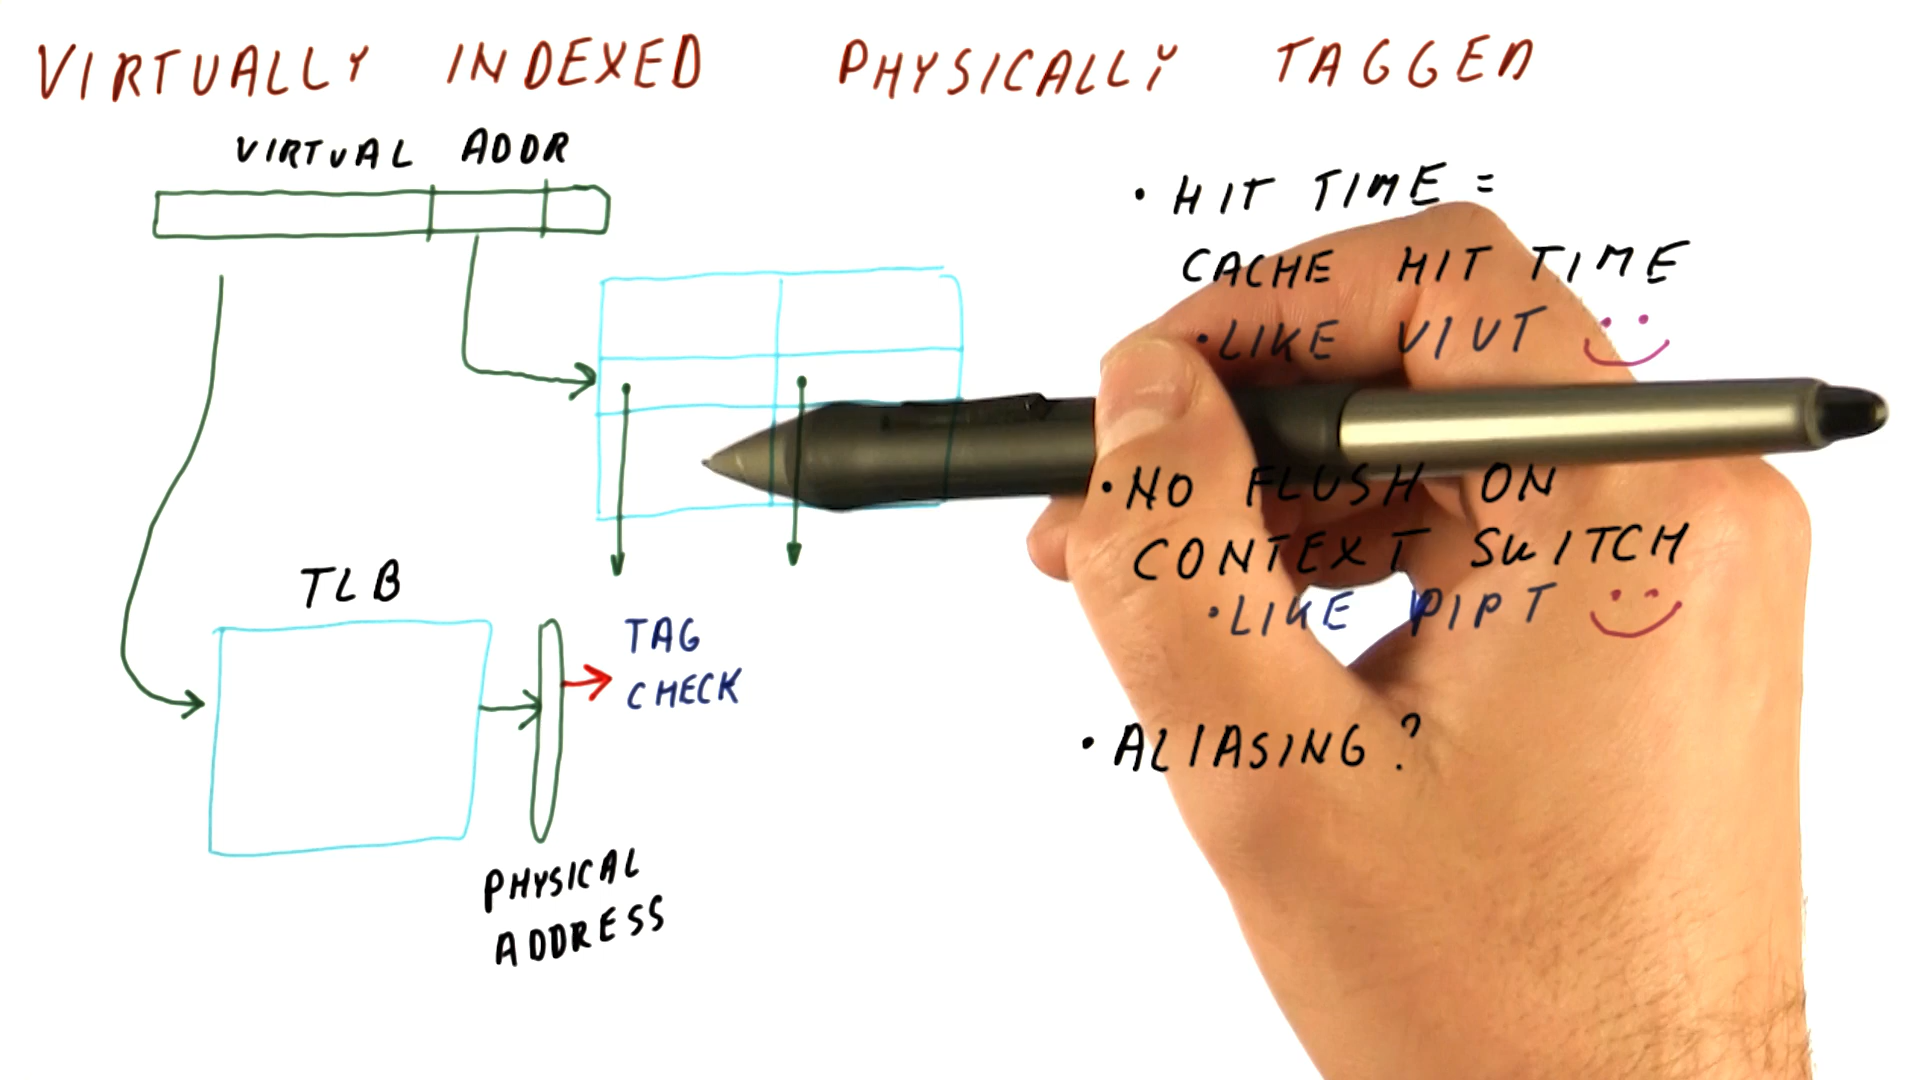 VIRTUALLY INDEXED PHYSICALLY TAGGED
VIRTUAL ADDR
TLB
TAG
CHECK
PHYSICAL
ADDRESS
• HIT TIME =
CACHE HIT TIME
• LIKE VIVT
• NO FLUSH ON
CONTEXT SWITCH
• LIKE PIPT
• ALIASING ?